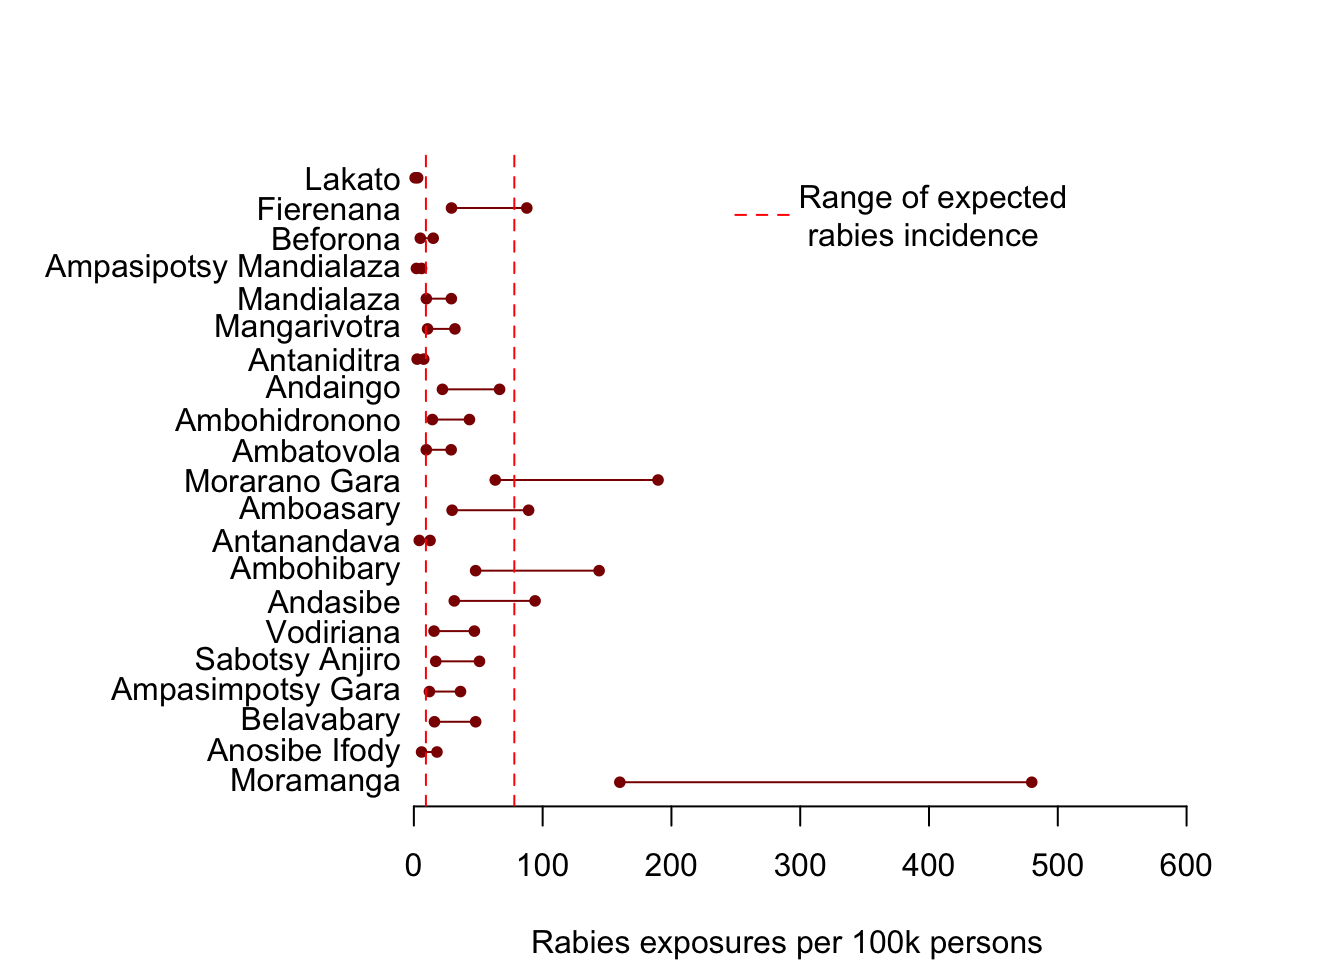 Lakato
Fierenana
Beforona
Ampasipotsy Mandialaza
Mandialaza
Mangarivotra
Antaniditra
Andaingo
Ambohidronono
Ambatovola
Morarano Gara
Amboasary
Antanandava
Ambohibary
Andasibe
Vodiriana
Sabotsy Anjiro
Ampasimpotsy Gara
Belavabary
Anosibe Ifody
Moramanga
Range of expected
rabies incidence
0 100 200 300 400 500 600
Rabies exposures per 100k persons